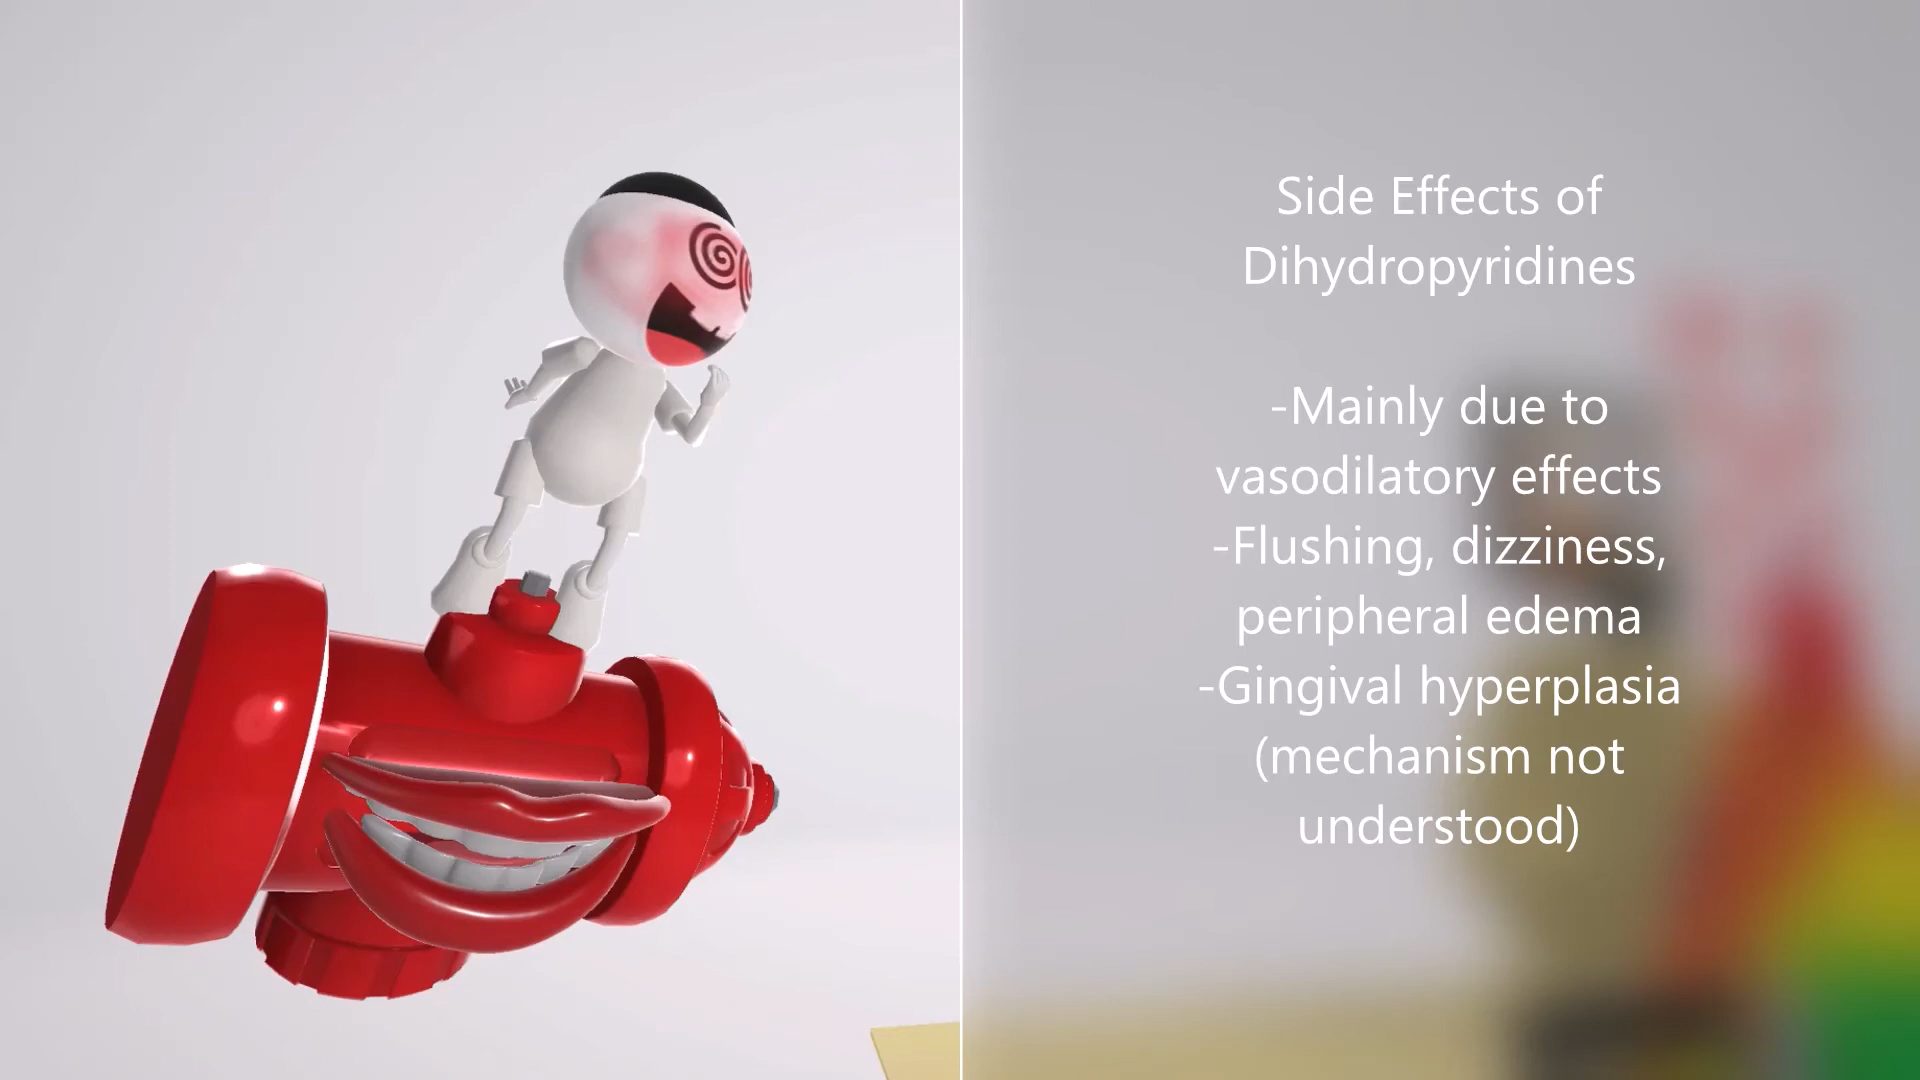 Side Effects of
Dihydropyridines
-Mainly due to
vasodilatory effects
-Flushing, dizziness,
peripheral edema
-Gingival hyperplasia
(mechanism not
understood)